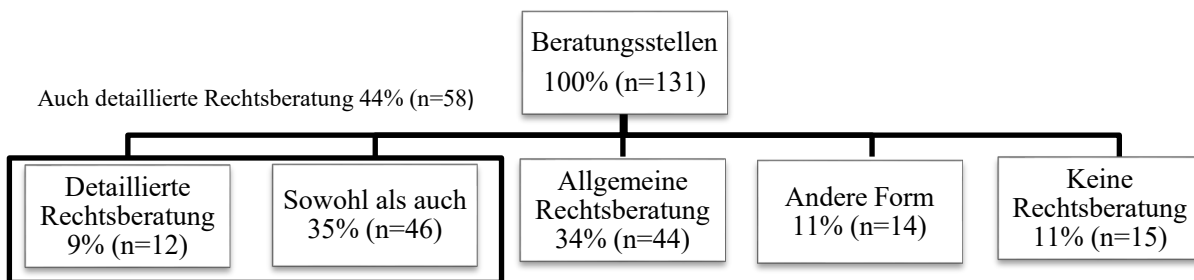 Beratungsstellen
100% (n=131)
Auch detaillierte Rechtsberatung 44% (n=58)
Detaillierte
Rechtsberatung
9% (n=12)
Sowohl als auch
35% (n=46)
Allgemeine
Rechtsberatung
34% (n=44)
Andere Form
11% (n=14)
Keine
Rechtsberatung
11% (n=15)